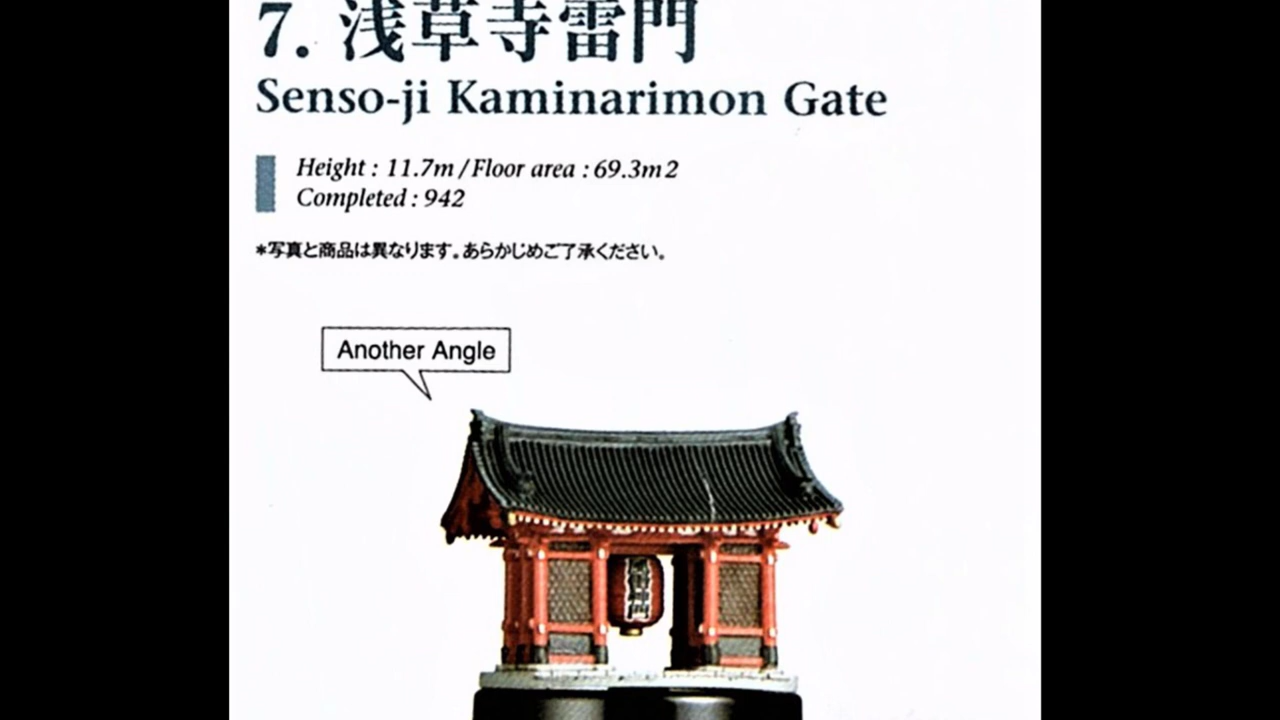 7. 浅草寺雷門
Senso-ji Kaminarimon Gate
Height : 11.7m / Floor area : 69.3m2
Completed : 942
*写真と商品は異なります。あらかじめご了承ください。
Another Angle